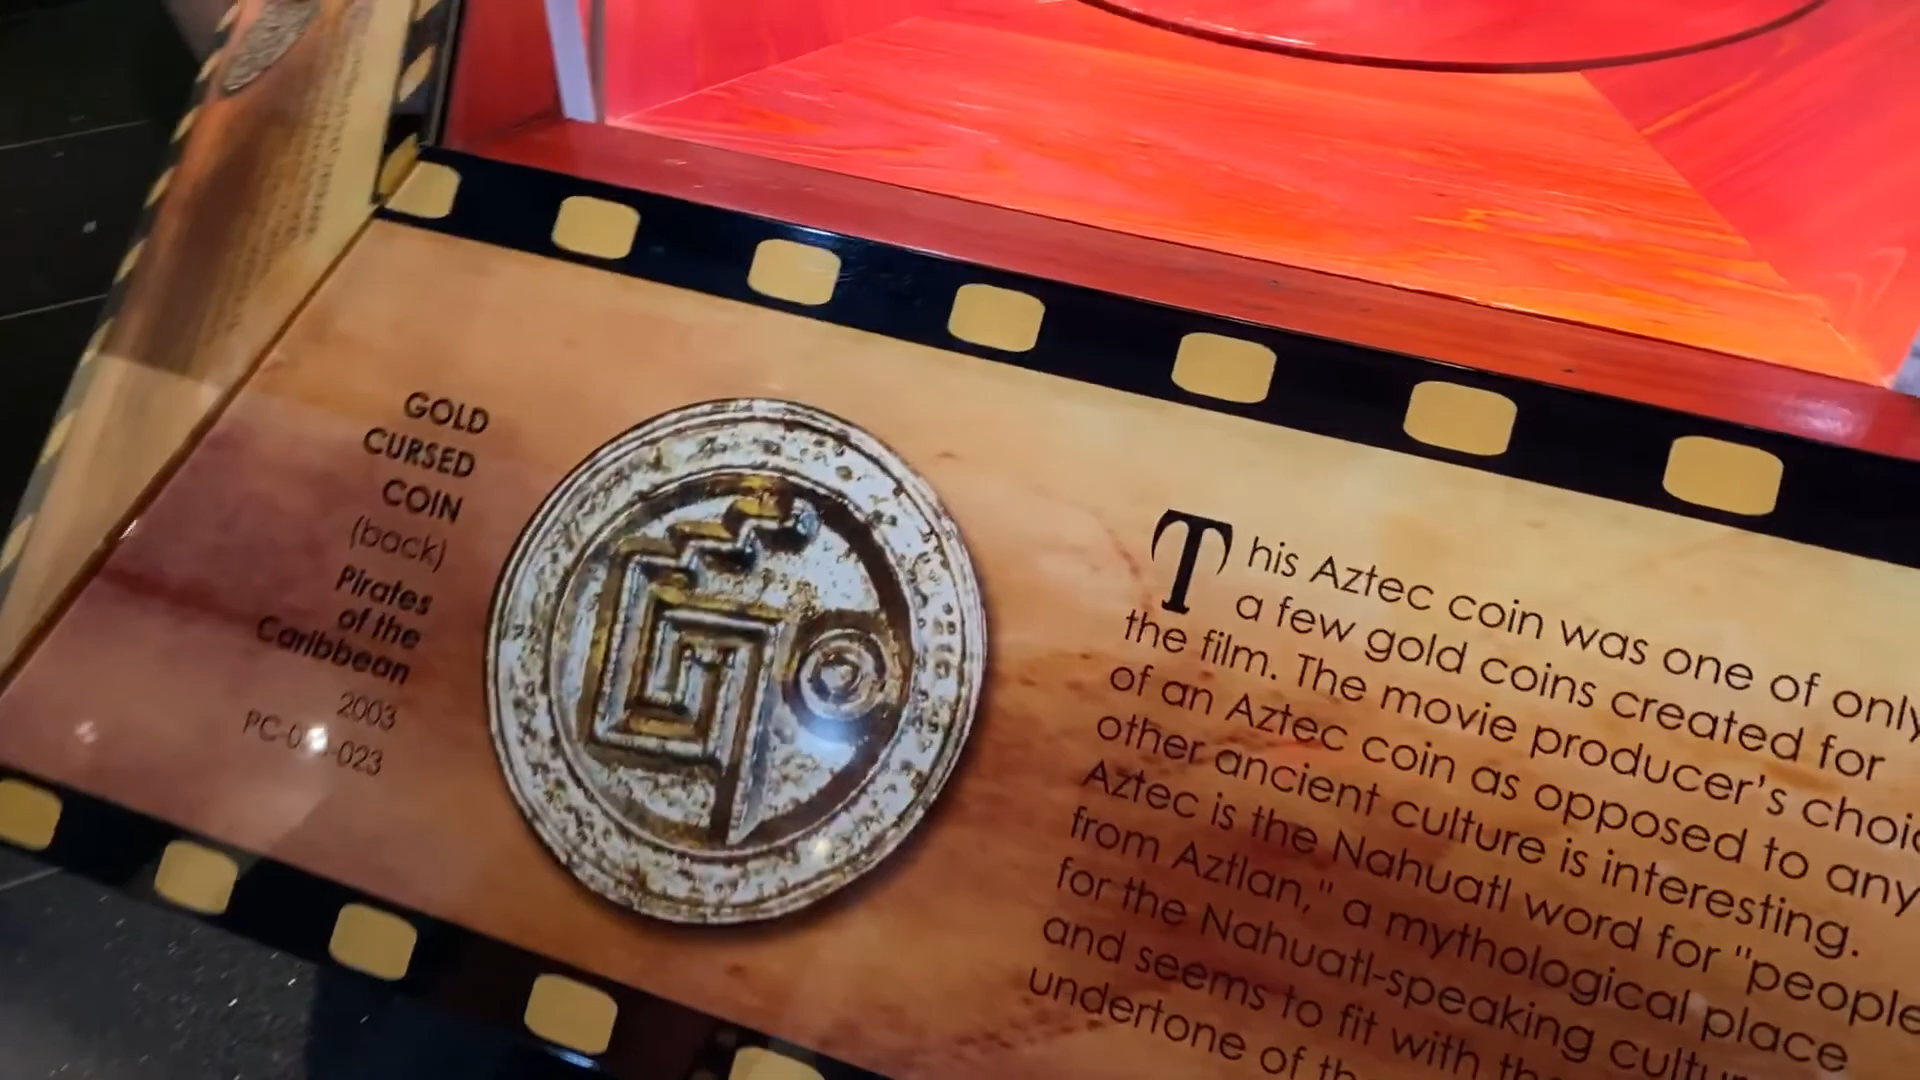 GOLD
CURSED
COIN
(back)
Pirates
of the
Caribbean
2003
This Aztec coin was one of only
a few gold coins created for
the film. The movie producer's
of an Aztec coin as opposed to any
other ancient culture is interesting.
Aztec is the Nahuatl word for "people
from Aztlan," a mythological place
for the Nahuatl-speaking
and seems to fit with
undertone of